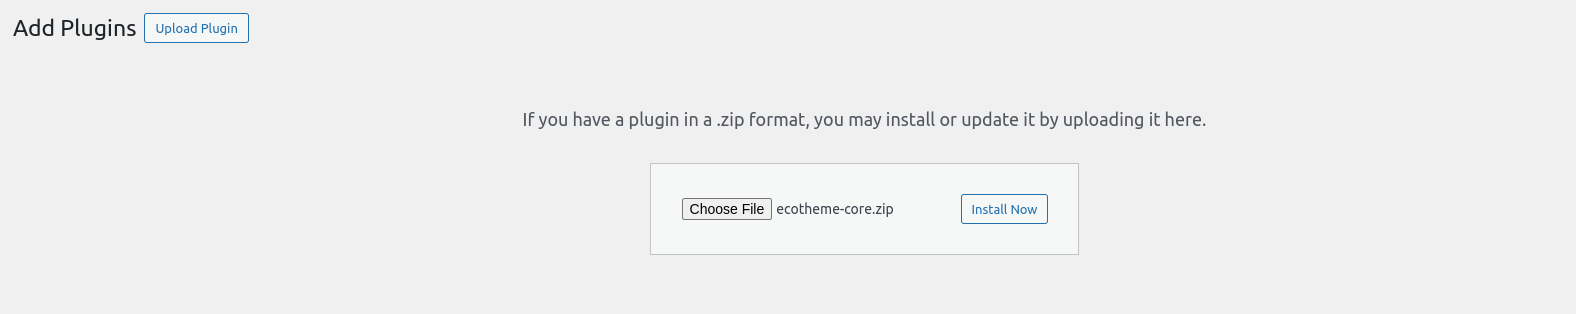 Add Plugins Upload Plugin
If you have a plugin in a .zip format, you may install or update it by uploading it here.
Choose File ecotheme-core.zip Install Now